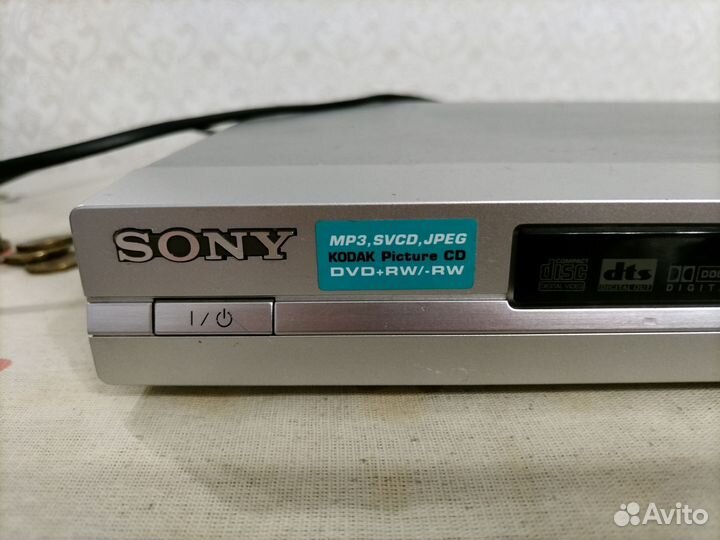 SONY
MP3, SVCD, JPEG
KODAK Picture CD
DVD+RW/-RW
COMPACT
disc
DIGITAL VIDEO
dts
DIGITAL OUT
I/⏻
Avito